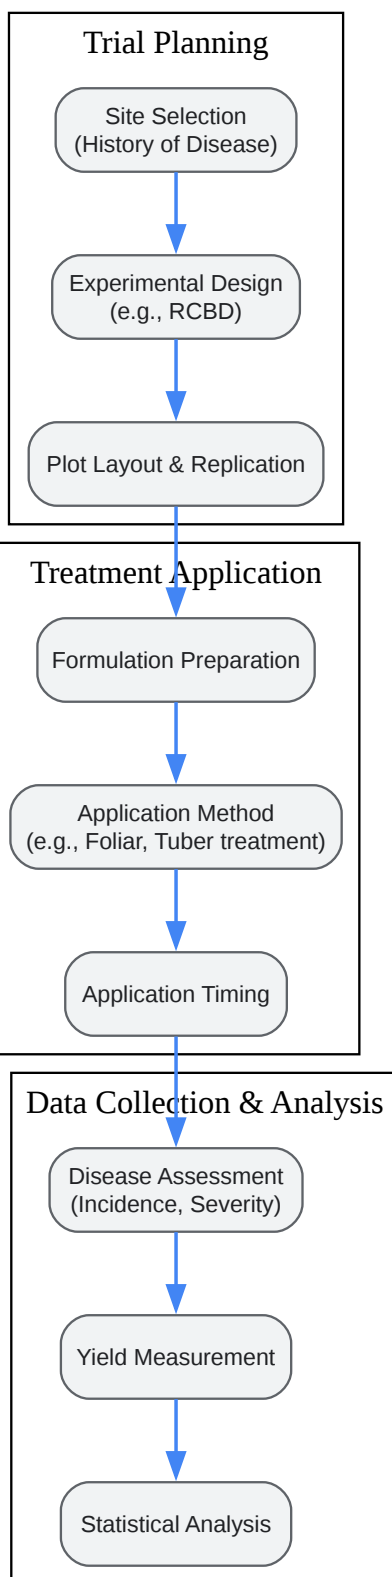 Trial Planning
Site Selection
(History of Disease)
Experimental Design
(e.g., RCBD)
Plot Layout & Replication
Treatment Application
Formulation Preparation
Application Method
(e.g., Foliar, Tuber treatment)
Application Timing
Data Collection & Analysis
Disease Assessment
(Incidence, Severity)
Yield Measurement
Statistical Analysis